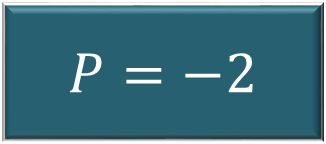 P = −2